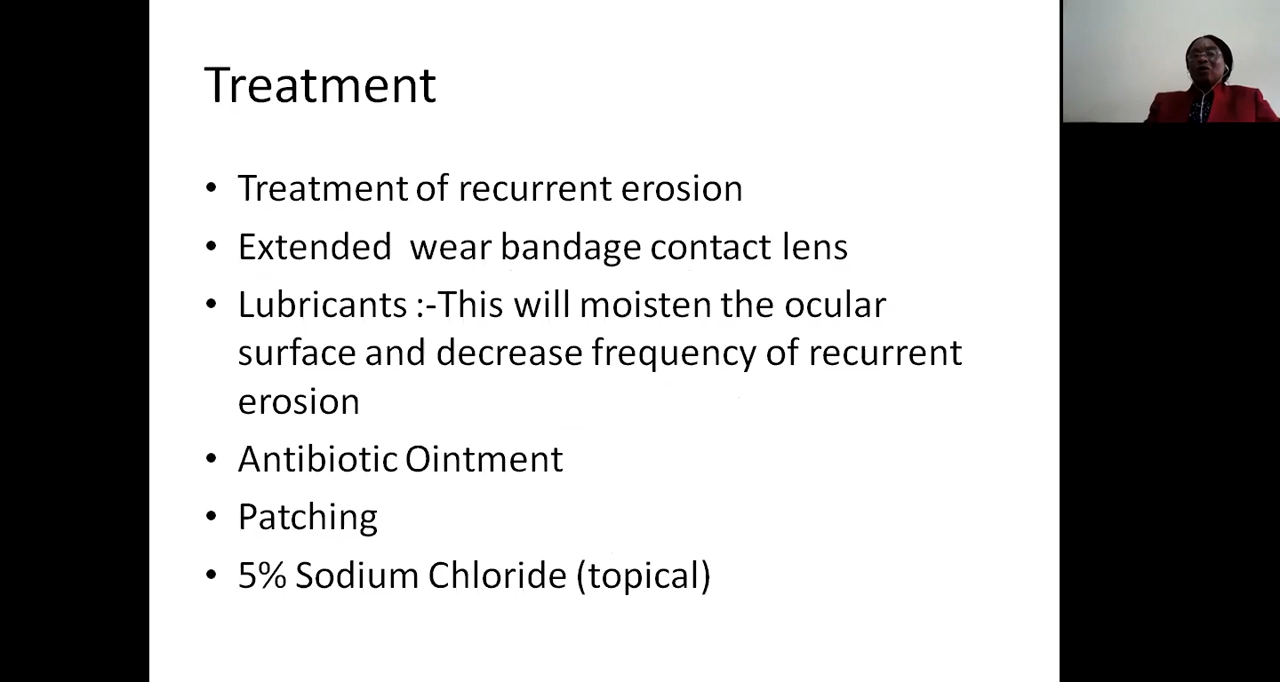 Treatment
• Treatment of recurrent erosion
• Extended  wear bandage contact lens
• Lubricants :-This will moisten the ocular
surface and decrease frequency of recurrent
erosion
• Antibiotic Ointment
• Patching
• 5% Sodium Chloride (topical)